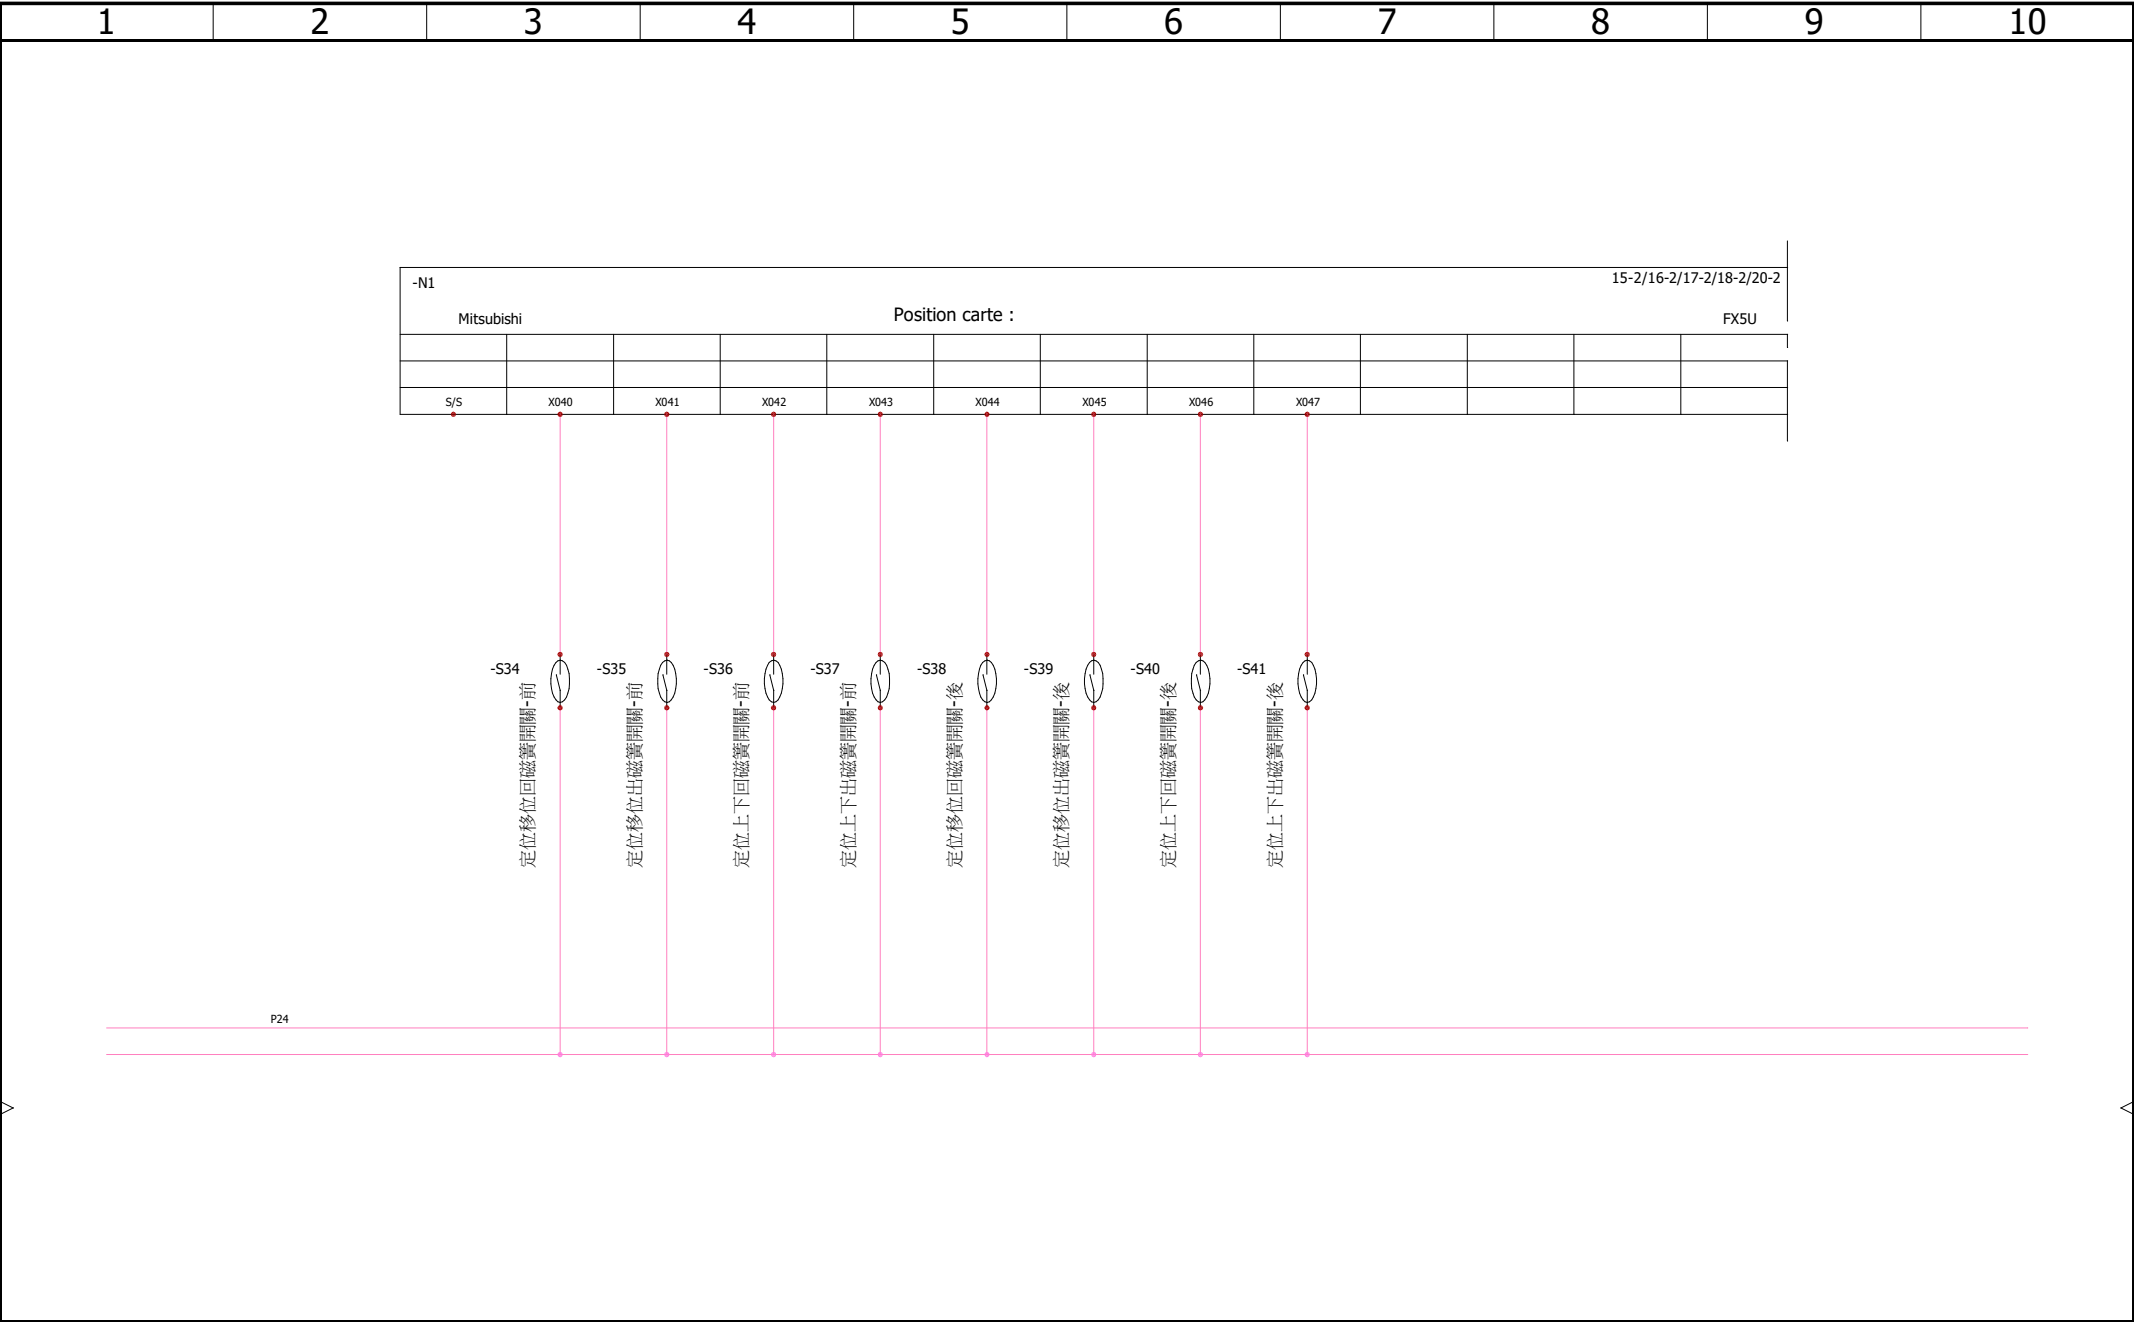 1 2 3 4 5 6 7 8 9 10
-N1 15-2/16-2/17-2/18-2/20-2
Mitsubishi Position carte : FX5U
S/S X040 X041 X042 X043 X044 X045 X046 X047
-S34 -S35 -S36 -S37 -S38 -S39 -S40 -S41
定位移位回磁簧開關-前
定位移位出磁簧開關-前
定位上下回磁簧開關-前
定位上下出磁簧開關-前
定位移位回磁簧開關-後
定位移位出磁簧開關-後
定位上下回磁簧開關-後
定位上下出磁簧開關-後
P24